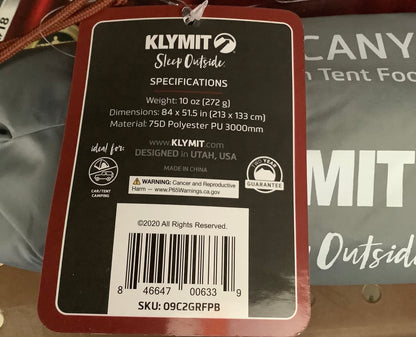 KLYMIT
Sleep Outside.
SPECIFICATIONS
Weight: 10 oz (272 g)
Dimensions: 84 x 51.5 in (213 x 133 cm)
Material: 75D Polyester PU 3000mm
www.KLYMIT.com
DESIGNED in UTAH, USA
MADE IN CHINA
ideal for:
CAR/TENT
CAMPING
WARNING: Cancer and Reproductive
Harm — www.P65Warnings.ca.gov
GUARANTEE
©2020 All Rights Reserved.
8 46647 00633 9
SKU: 09C2GRFPB
CANY
n Tent Foo
MIT
Outside
18